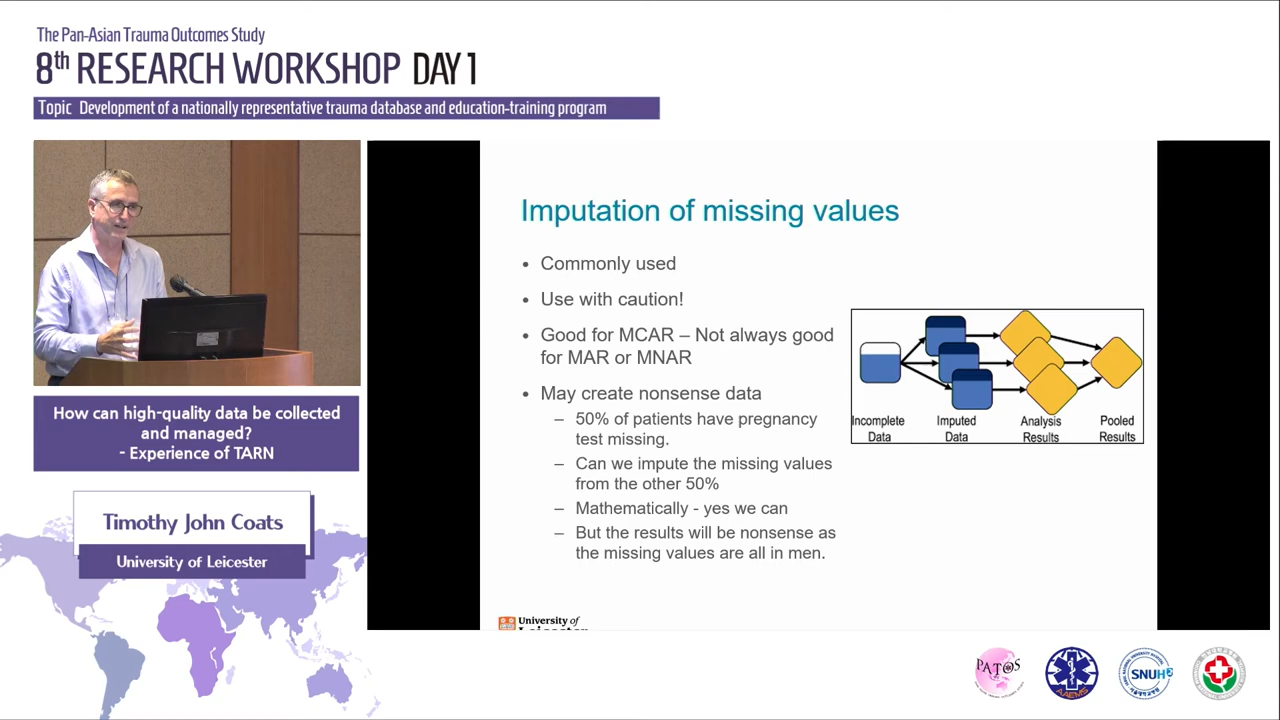 The Pan-Asian Trauma Outcomes Study
8th RESEARCH WORKSHOP DAY 1
Topic Development of a nationally representative trauma database and education-training program
How can high-quality data be collected
and managed?
- Experience of TARN
Timothy John Coats
University of Leicester
Imputation of missing values
• Commonly used
• Use with caution!
• Good for MCAR – Not always good
for MAR or MNAR
• May create nonsense data
– 50% of patients have pregnancy
test missing.
– Can we impute the missing values
from the other 50%
– Mathematically - yes we can
– But the results will be nonsense as
the missing values are all in men.
Incomplete
Data
Imputed
Data
Analysis
Results
Pooled
Results
University of
PATOS
AAEMS
SNUH